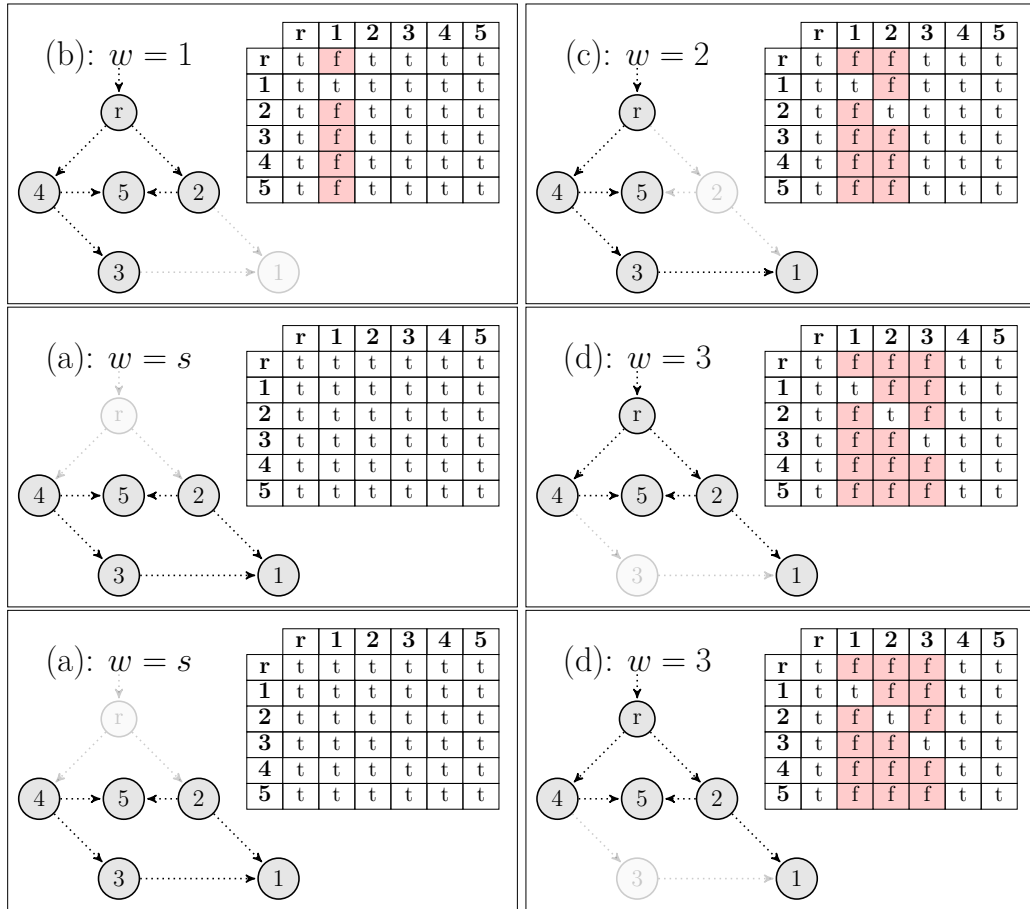 (b): w = 1
r 1 2 3 4 5
r t f t t t t
1 t t t t t t
2 t f t t t t
3 t f t t t t
4 t f t t t t
5 t f t t t t
r
4 5 2
3 1
(c): w = 2
r 1 2 3 4 5
r t f f t t t
1 t t f t t t
2 t f t t t t
3 t f f t t t
4 t f f t t t
5 t f f t t t
r
4 5 2
3 1
(a): w = s
r 1 2 3 4 5
r t t t t t t
1 t t t t t t
2 t t t t t t
3 t t t t t t
4 t t t t t t
5 t t t t t t
r
4 5 2
3 1
(d): w = 3
r 1 2 3 4 5
r t f f f t t
1 t t f f t t
2 t f t f t t
3 t f f t t t
4 t f f f t t
5 t f f f t t
r
4 5 2
3 1
(a): w = s
r 1 2 3 4 5
r t t t t t t
1 t t t t t t
2 t t t t t t
3 t t t t t t
4 t t t t t t
5 t t t t t t
r
4 5 2
3 1
(d): w = 3
r 1 2 3 4 5
r t f f f t t
1 t t f f t t
2 t f t f t t
3 t f f t t t
4 t f f f t t
5 t f f f t t
r
4 5 2
3 1